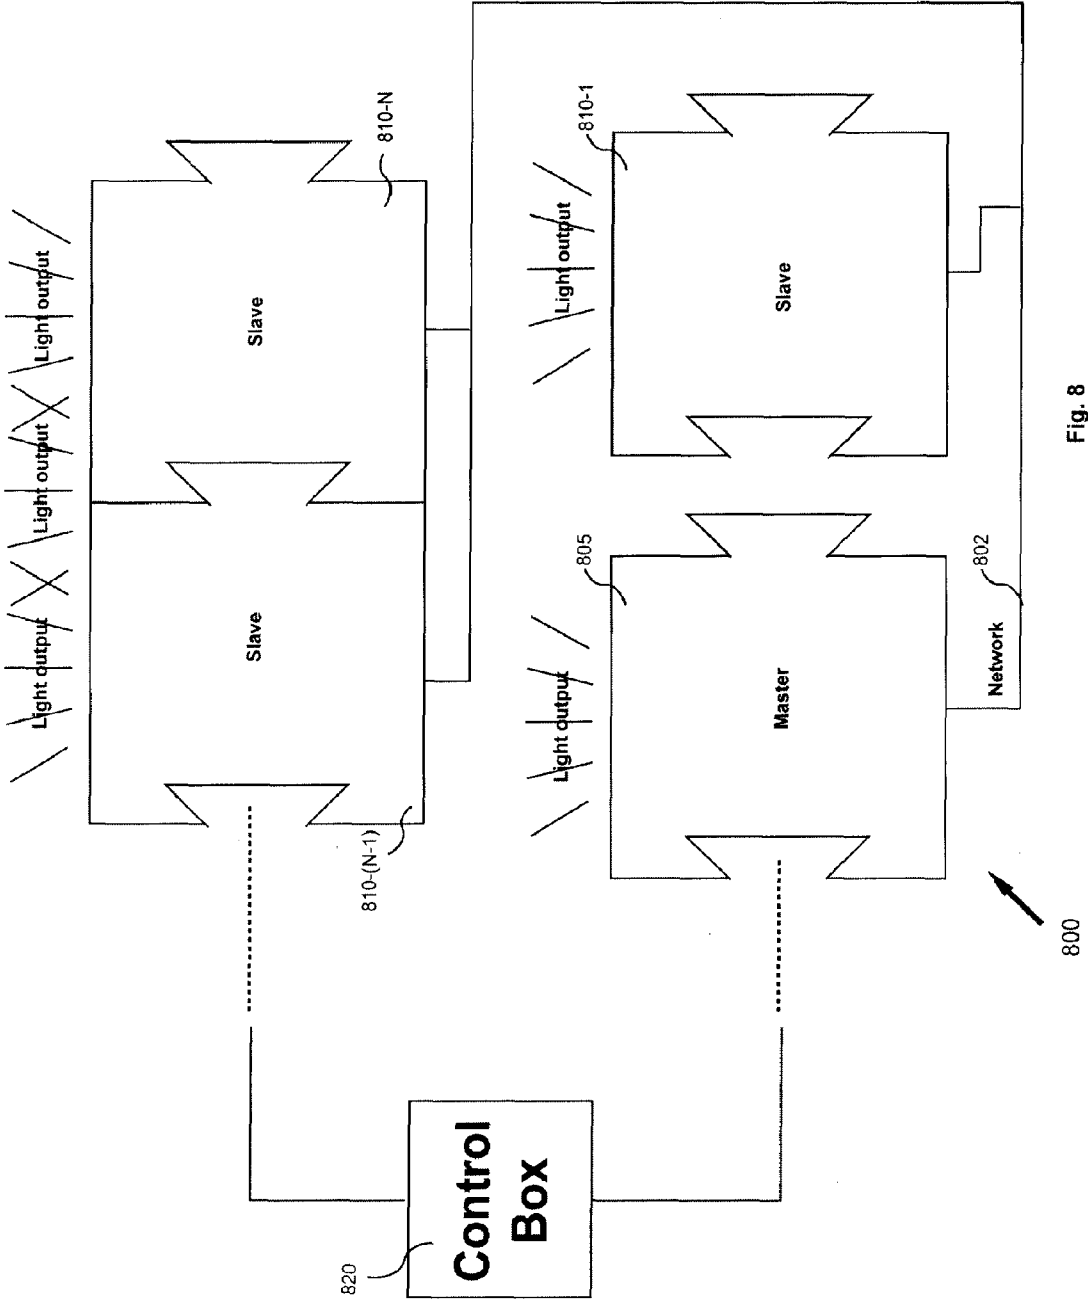 Light output
Light output
Light output
Slave
Slave
810-(N-1)
810-N
820
Control
Box
Light output
Light output
805
810-1
Master
Slave
Network
802
800
Fig. 8